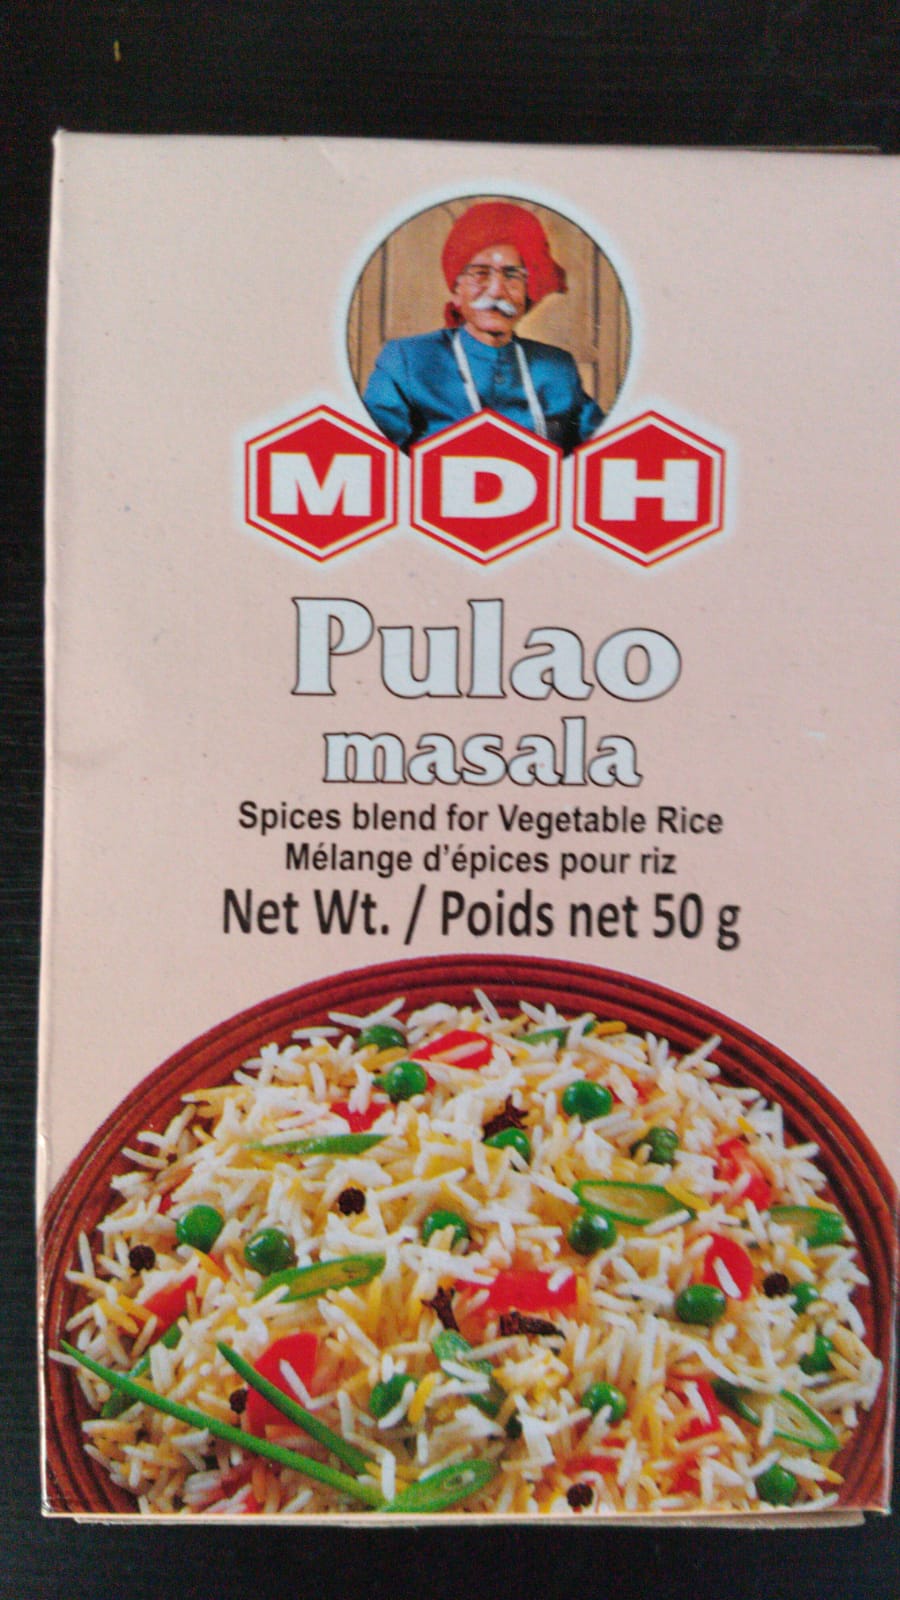 MDH
Pulao
masala
Spices blend for Vegetable Rice
Mélange d'épices pour riz
Net Wt. / Poids net 50 g